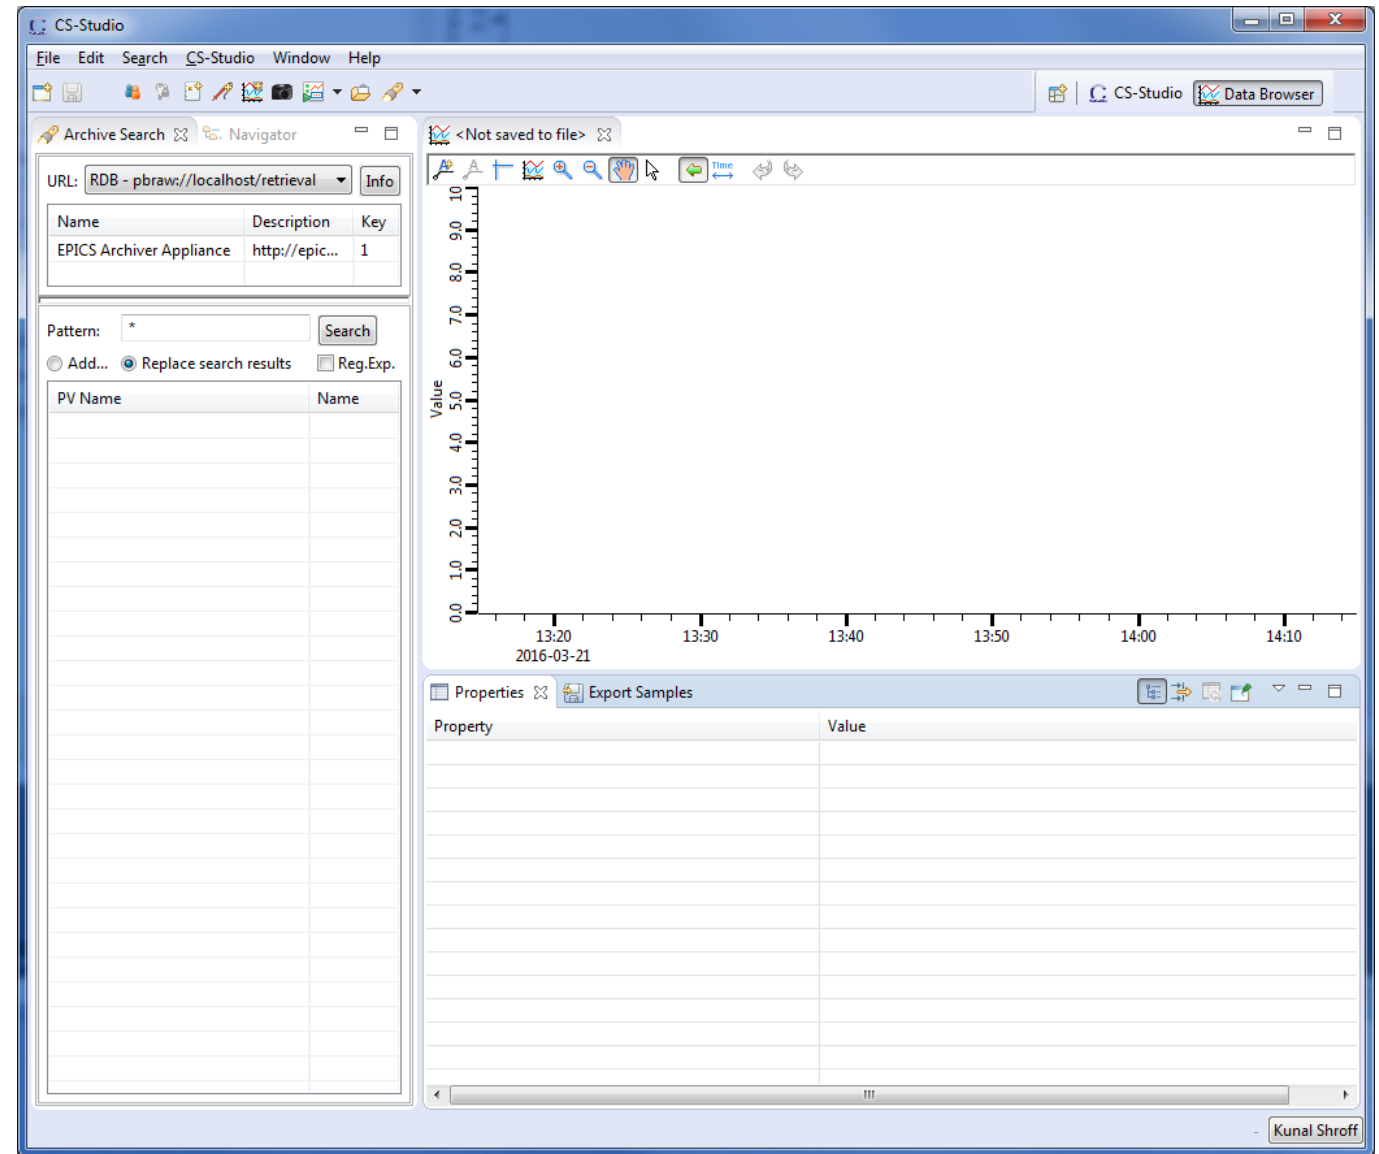 CS-Studio
File Edit Search CS-Studio Window Help
CS-Studio Data Browser
Archive Search Navigator
URL: RDB - pbraw://localhost/retrieval Info
Name Description Key
EPICS Archiver Appliance http://epic... 1
Pattern: * Search
Add... Replace search results Reg.Exp.
PV Name Name
<Not saved to file>
Time
10
9.0
8.0
7.0
6.0
5.0
4.0
3.0
2.0
1.0
0.0
Value
13:20 13:30 13:40 13:50 14:00 14:10
2016-03-21
Properties Export Samples
Property Value
- Kunal Shroff